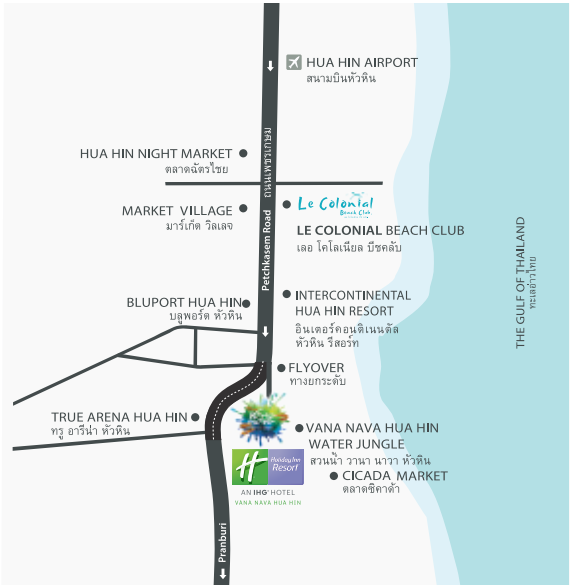 HUA HIN AIRPORT
สนามบินหัวหิน
HUA HIN NIGHT MARKET
ตลาดฉัตรไชย
ถนนเพชรเกษม
Petchkasem Road
MARKET VILLAGE
มาร์เก็ต วิลเลจ
Le Colonial
Beach Club
LE COLONIAL BEACH CLUB
เลอ โคโลเนียล บีชคลับ
THE GULF OF THAILAND
ทะเลอ่าวไทย
BLUPORT HUA HIN
บลูพอร์ต หัวหิน
INTERCONTINENTAL
HUA HIN RESORT
อินเตอร์คอนติเนนตัล
หัวหิน รีสอร์ท
FLYOVER
ทางยกระดับ
TRUE ARENA HUA HIN
ทรู อารีน่า หัวหิน
VANA NAVA HUA HIN
WATER JUNGLE
สวนน้ำ วานา นาวา หัวหิน
CICADA MARKET
ตลาดซิคาด้า
H
Holiday Inn
Resort
AN IHG® HOTEL
VANA NAVA HUA HIN
Pranburi